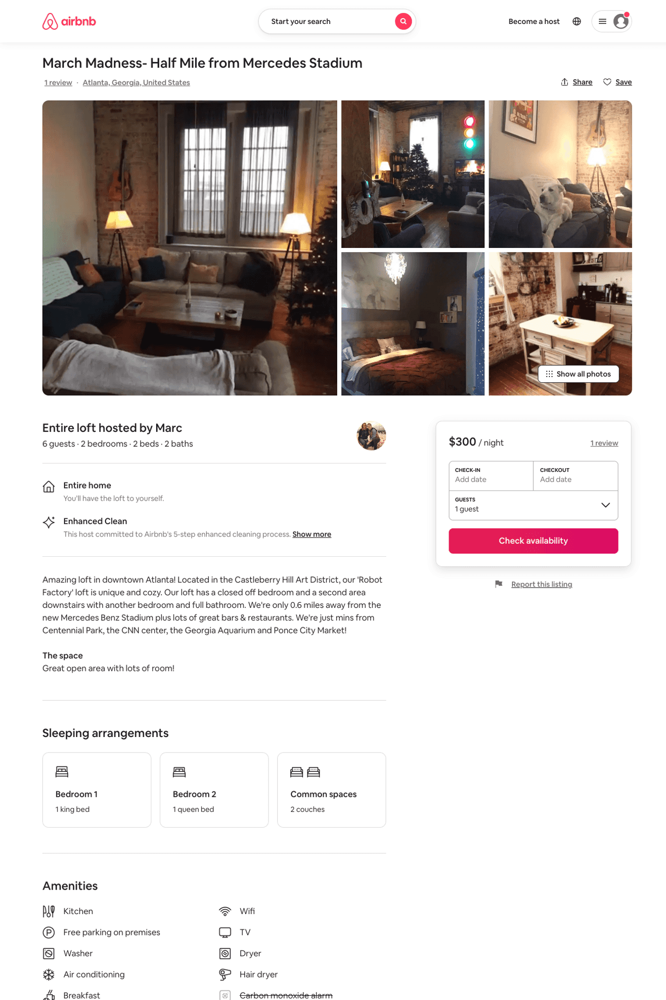 airbnb
Start your search
Become a host
March Madness- Half Mile from Mercedes Stadium
1 review · Atlanta, Georgia, United States
Share Save
Show all photos
Entire loft hosted by Marc
6 guests · 2 bedrooms · 2 beds · 2 baths
Entire home
You'll have the loft to yourself.
Enhanced Clean
This host committed to Airbnb's 5-step enhanced cleaning process. Show more
Amazing loft in downtown Atlanta! Located in the Castleberry Hill Art District, our 'Robot
Factory' loft is unique and cozy. Our loft has a closed off bedroom and a second area
downstairs with another bedroom and full bathroom. We're only 0.6 miles away from the
new Mercedes Benz Stadium plus lots of great bars & restaurants. We're just mins from
Centennial Park, the CNN center, the Georgia Aquarium and Ponce City Market!
The space
Great open area with lots of room!
$300 / night
1 review
CHECK-IN
Add date
CHECKOUT
Add date
GUESTS
1 guest
Check availability
Report this listing
Sleeping arrangements
Bedroom 1
1 king bed
Bedroom 2
1 queen bed
Common spaces
2 couches
Amenities
Kitchen
Wifi
Free parking on premises
TV
Washer
Dryer
Air conditioning
Hair dryer
Breakfast
Carbon monoxide alarm